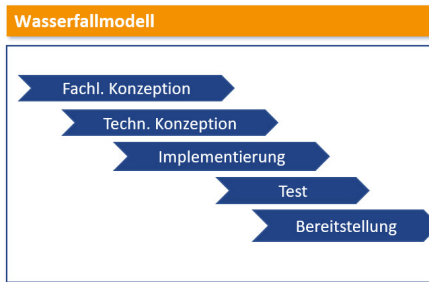 Wasserfallmodell
Fachl. Konzeption
Techn. Konzeption
Implementierung
Test
Bereitstellung